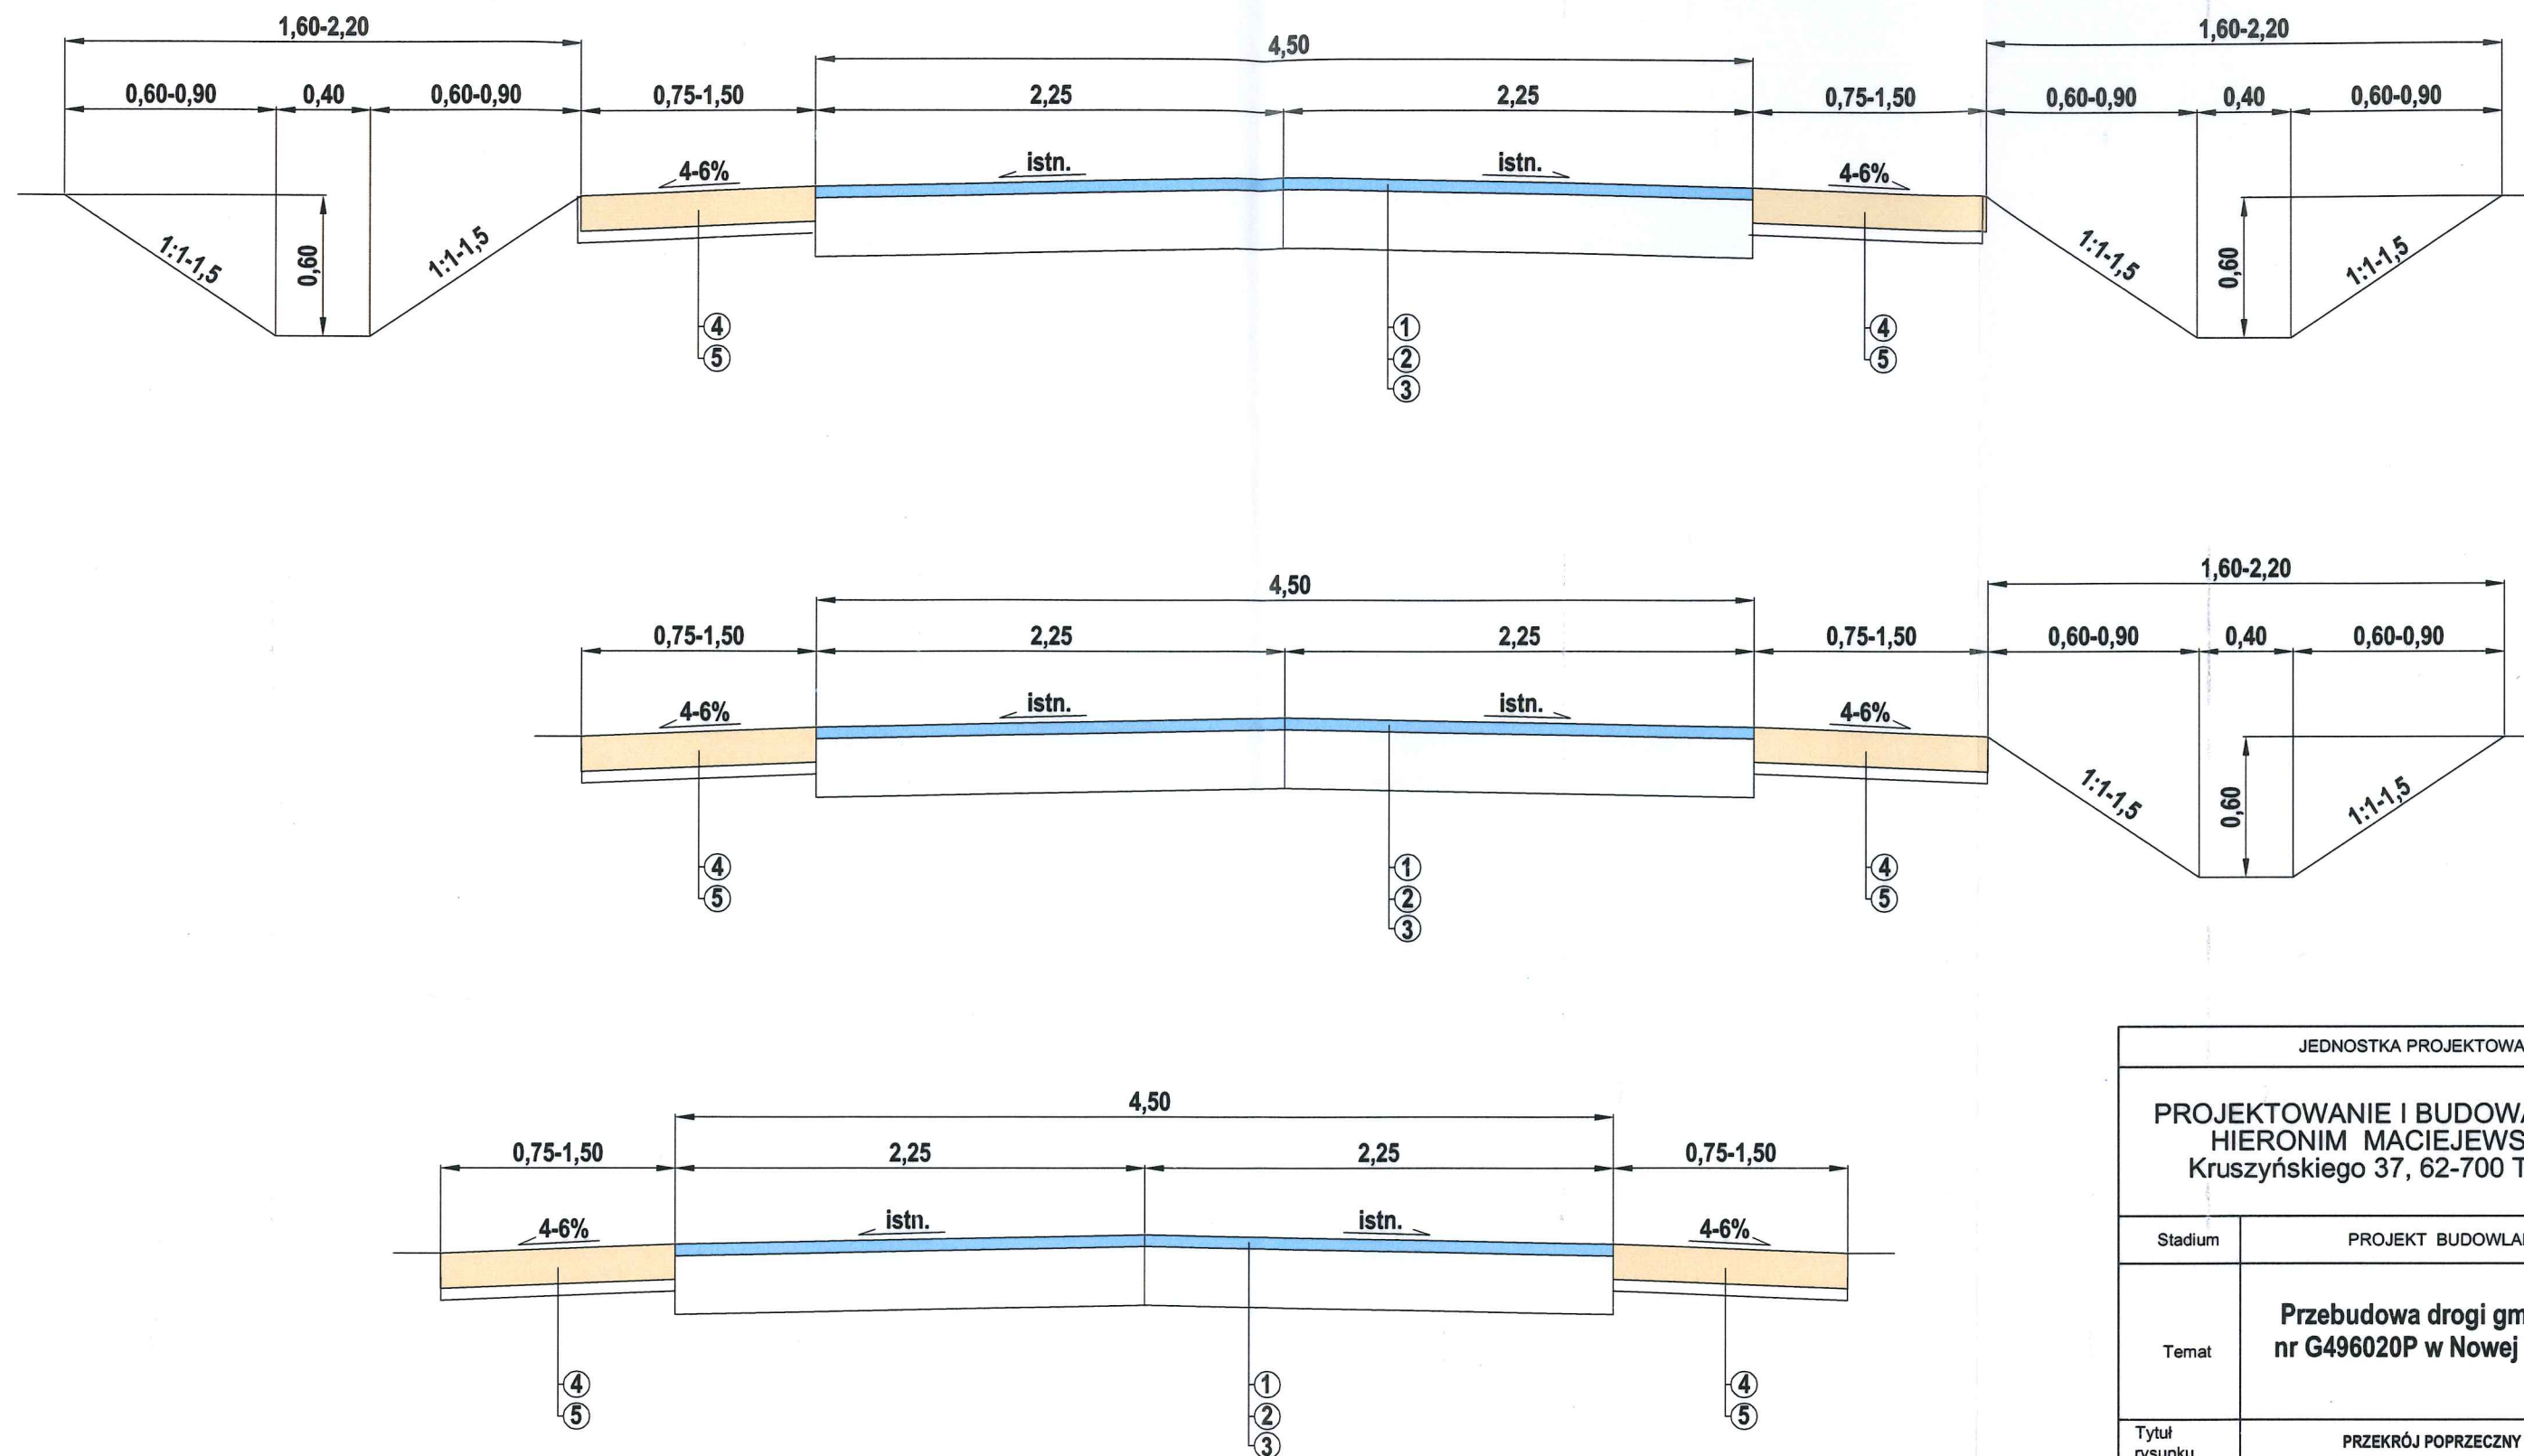 1,60-2,20 4,50 1,60-2,20
0,60-0,90 0,40 0,60-0,90 0,75-1,50 2,25 2,25 0,75-1,50 0,60-0,90 0,40 0,60-0,90
4-6% istn. istn. 4-6%
1:1-1,5 0,60 1:1-1,5 1:1-1,5 0,60 1:1-1,5
4 1 4
5 2 5
3
4,50 1,60-2,20
0,75-1,50 2,25 2,25 0,75-1,50 0,60-0,90 0,40 0,60-0,90
4-6% istn. istn. 4-6%
1:1-1,5 0,60 1:1-1,5
4 1 4
5 2 5
3
4,50
0,75-1,50 2,25 2,25 0,75-1,50
4-6% istn. istn. 4-6%
4 1 4
5 2 5
3
JEDNOSTKA PROJEKTOWA
PROJEKTOWANIE I BUDOWA
HIERONIM MACIEJEWS
Kruszyńskiego 37, 62-700 T
Stadium PROJEKT BUDOWLA
Temat
Przebudowa drogi gm
nr G496020P w Nowej
Tytuł
rysunku
PRZEKRÓJ POPRZECZNY